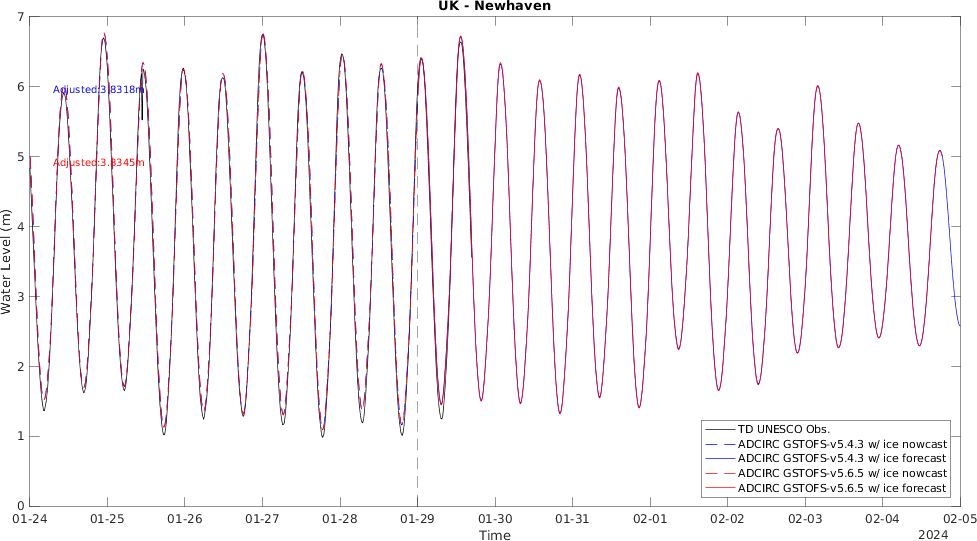 UK - Newhaven
7
6
5
4
3
2
1
0
Water Level (m)
Adjusted:3.8318m
Adjusted:3.8345m
TD UNESCO Obs.
ADCIRC GSTOFS-v5.4.3 w/ ice nowcast
ADCIRC GSTOFS-v5.4.3 w/ ice forecast
ADCIRC GSTOFS-v5.6.5 w/ ice nowcast
ADCIRC GSTOFS-v5.6.5 w/ ice forecast
01-24 01-25 01-26 01-27 01-28 01-29 01-30 01-31 02-01 02-02 02-03 02-04 02-05
Time
2024